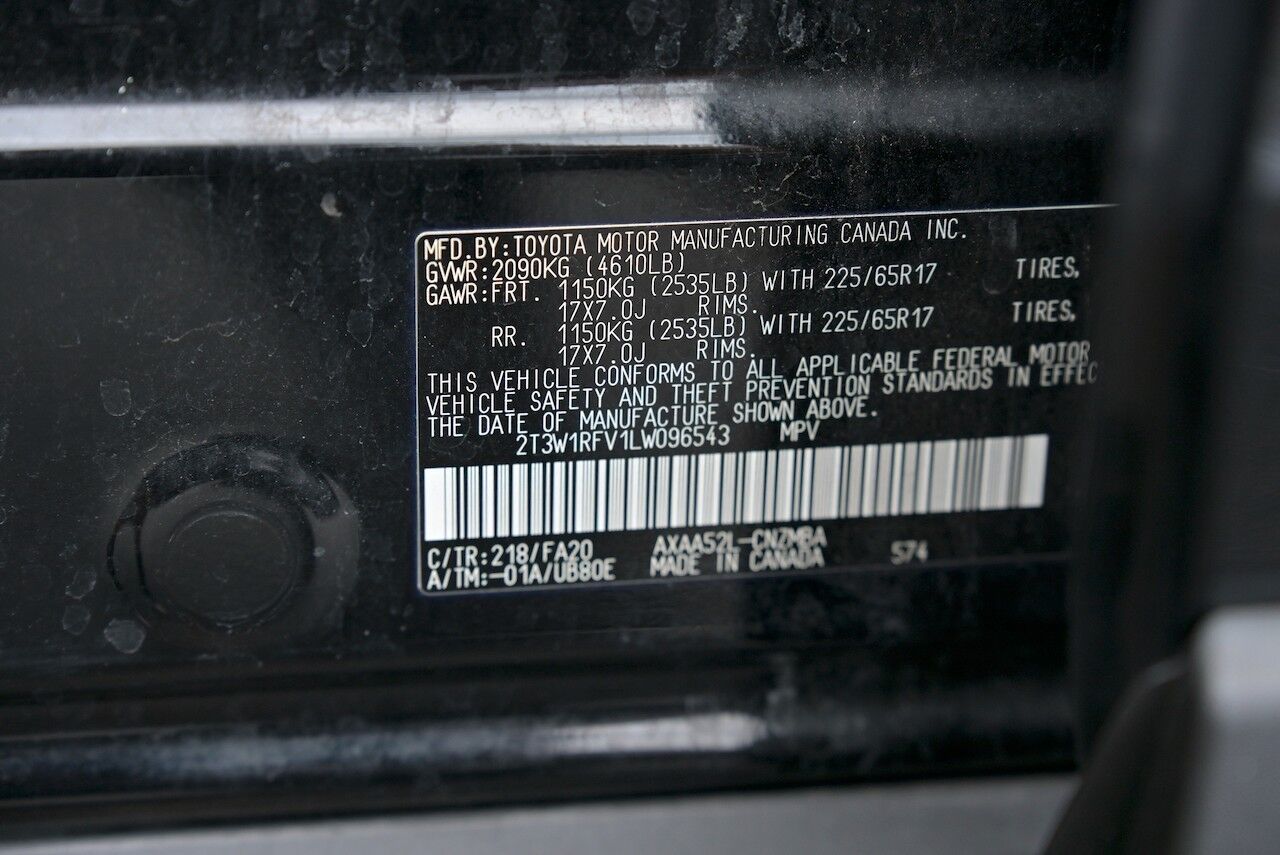 MFD.BY:TOYOTA MOTOR MANUFACTURING CANADA INC.
GVWR:2090KG (4610LB)
GAWR:FRT. 1150KG (2535LB) WITH 225/65R17 TIRES,
17X7.0J RIMS.
RR. 1150KG (2535LB) WITH 225/65R17 TIRES,
17X7.0J RIMS.
THIS VEHICLE CONFORMS TO ALL APPLICABLE FEDERAL MOTOR
VEHICLE SAFETY AND THEFT PREVENTION STANDARDS IN EFFEC
THE DATE OF MANUFACTURE SHOWN ABOVE.
2T3W1RFV1LW096543 MPV
C/TR:218/FA20 AXAA52L-CNZMBA S74
A/TM:-01A/UB80E MADE IN CANADA